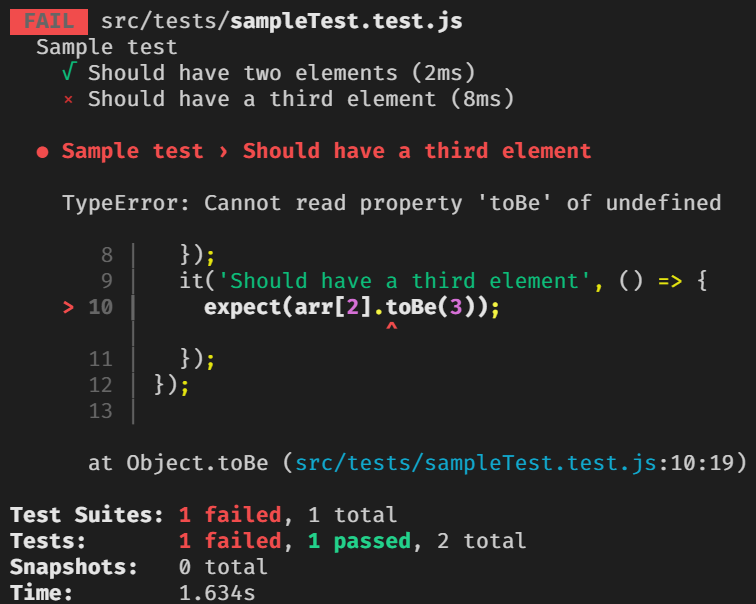 FAIL src/tests/sampleTest.test.js
Sample test
√ Should have two elements (2ms)
× Should have a third element (8ms)
● Sample test › Should have a third element
TypeError: Cannot read property 'toBe' of undefined
8 | });
9 | it('Should have a third element', () => {
> 10 | expect(arr[2].toBe(3));
| ^
11 | });
12 | });
13 |
at Object.toBe (src/tests/sampleTest.test.js:10:19)
Test Suites: 1 failed, 1 total
Tests: 1 failed, 1 passed, 2 total
Snapshots: 0 total
Time: 1.634s